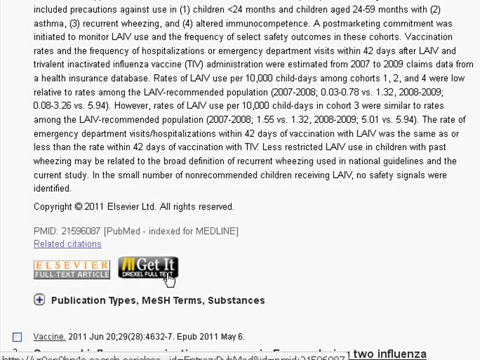 included precautions against use in (1) children <24 months and children aged 24-59 months with (2)
asthma, (3) recurrent wheezing, and (4) altered immunocompetence. A postmarketing commitment was
initiated to monitor LAIV use and the frequency of select safety outcomes in these cohorts. Vaccination
rates and the frequency of hospitalizations or emergency department visits within 42 days after LAIV and
trivalent inactivated influenza vaccine (TIV) administration were estimated from 2007 to 2009 claims data from
a health insurance database. Rates of LAIV use per 10,000 child-days among cohorts 1, 2, and 4 were low
relative to rates among the LAIV-recommended population (2007-2008; 0.03-0.78 vs. 1.32, 2008-2009;
0.08-3.26 vs. 5.94). However, rates of LAIV use per 10,000 child-days in cohort 3 were similar to rates
among the LAIV-recommended population (2007-2008; 1.55 vs. 1.32, 2008-2009; 5.01 vs. 5.94). The rate of
emergency department visits/hospitalizations within 42 days of vaccination with LAIV was the same as or
less than the rate within 42 days of vaccination with TIV. Less restricted LAIV use in children with past
wheezing may be related to the broad definition of recurrent wheezing used in national guidelines and the
current study. In the small number of nonrecommended children receiving LAIV, no safety signals were
identified.
Copyright © 2011 Elsevier Ltd. All rights reserved.
PMID: 21596087 [PubMed - indexed for MEDLINE]
Related citations
ELSEVIER
FULL-TEXT ARTICLE
Get It
DREXEL FULL TEXT
Publication Types, MeSH Terms, Substances
Vaccine. 2011 Jun 20;29(28):4632-7. Epub 2011 May 6.
two influenza